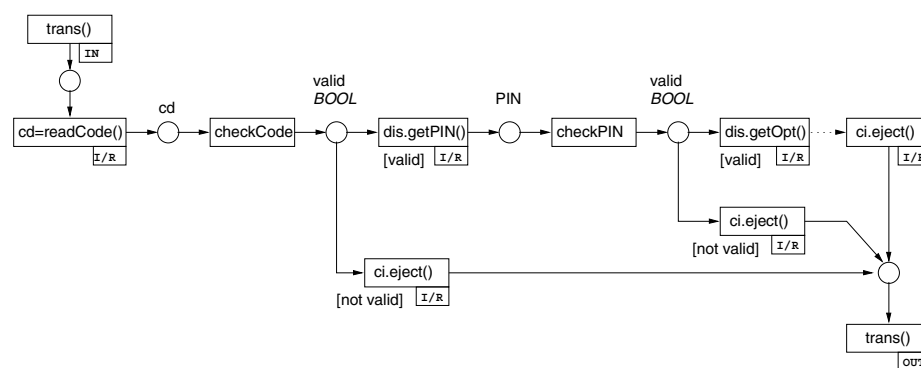 trans()
IN
cd=readCode()
I/R
cd
checkCode
valid
BOOL
dis.getPIN()
[valid]
I/R
PIN
checkPIN
valid
BOOL
dis.getOpt()
[valid]
I/R
ci.eject()
I/R
ci.eject()
[not valid]
I/R
ci.eject()
[not valid]
I/R
trans()
OUT